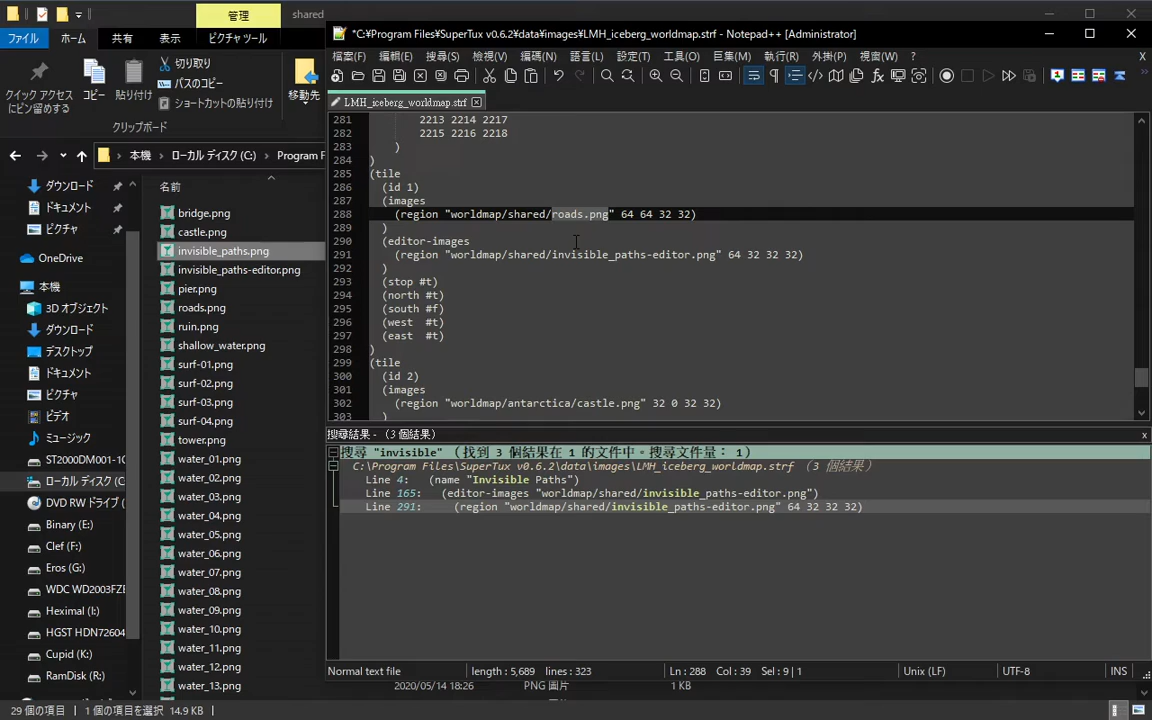 管理
shared
ファイル
ホーム
共有
表示
ピクチャ ツール
クイック アクセス
にピン留めする
コピー
貼り付け
切り取り
パスのコピー
ショートカットの貼り付け
移動先
クリップボード
本機
ローカル ディスク (C:)
Program F
ダウンロード
ドキュメント
ピクチャ
OneDrive
本機
3D オブジェクト
ダウンロード
デスクトップ
ドキュメント
ピクチャ
ビデオ
ミュージック
ST2000DM001-1C
ローカル ディスク (C
DVD RW ドライブ (
Binary (E:)
Clef (F:)
Eros (G:)
WDC WD2003FZE
Heximal (I:)
HGST HDN72604
Cupid (K:)
RamDisk (R:)
名前
bridge.png
castle.png
invisible_paths.png
invisible_paths-editor.png
pier.png
roads.png
ruin.png
shallow_water.png
surf-01.png
surf-02.png
surf-03.png
surf-04.png
tower.png
water_01.png
water_02.png
water_03.png
water_04.png
water_05.png
water_06.png
water_07.png
water_08.png
water_09.png
water_10.png
water_11.png
water_12.png
water_13.png
2020/05/14 18:26
PNG 圖片
1 KB
29 個の項目
1 個の項目を選択 14.9 KB
*C:¥Program Files¥SuperTux v0.6.2¥data¥images¥LMH_iceberg_worldmap.strf - Notepad++ [Administrator]
檔案(F) 編輯(E) 搜尋(S) 檢視(V) 編碼(N) 語言(L) 設定(T) 工具(O) 巨集(M) 執行(R) 外掛(P) 視窗(W) ? X
LMH_iceberg_worldmap.strf
281 2213 2214 2217
282 2215 2216 2218
283 )
284 )
285 (tile
286 (id 1)
287 (images
288 (region "worldmap/shared/roads.png" 64 64 32 32)
289 )
290 (editor-images
291 (region "worldmap/shared/invisible_paths-editor.png" 64 32 32 32)
292 )
293 (stop #t)
294 (north #t)
295 (south #f)
296 (west #t)
297 (east #t)
298 )
299 (tile
300 (id 2)
301 (images
302 (region "worldmap/antarctica/castle.png" 32 0 32 32)
303 )
搜尋結果 - (3 個結果)
搜尋 "invisible" (找到 3 個結果在 1 的文件中。搜尋文件量: 1)
C:\Program Files\SuperTux v0.6.2\data\images\LMH_iceberg_worldmap.strf (3 個結果)
Line 4: (name "Invisible Paths")
Line 165: (editor-images "worldmap/shared/invisible_paths-editor.png")
Line 291: (region "worldmap/shared/invisible_paths-editor.png" 64 32 32 32)
Normal text file
length : 5,689 lines : 323
Ln : 288 Col : 39 Sel : 9 | 1
Unix (LF)
UTF-8
INS